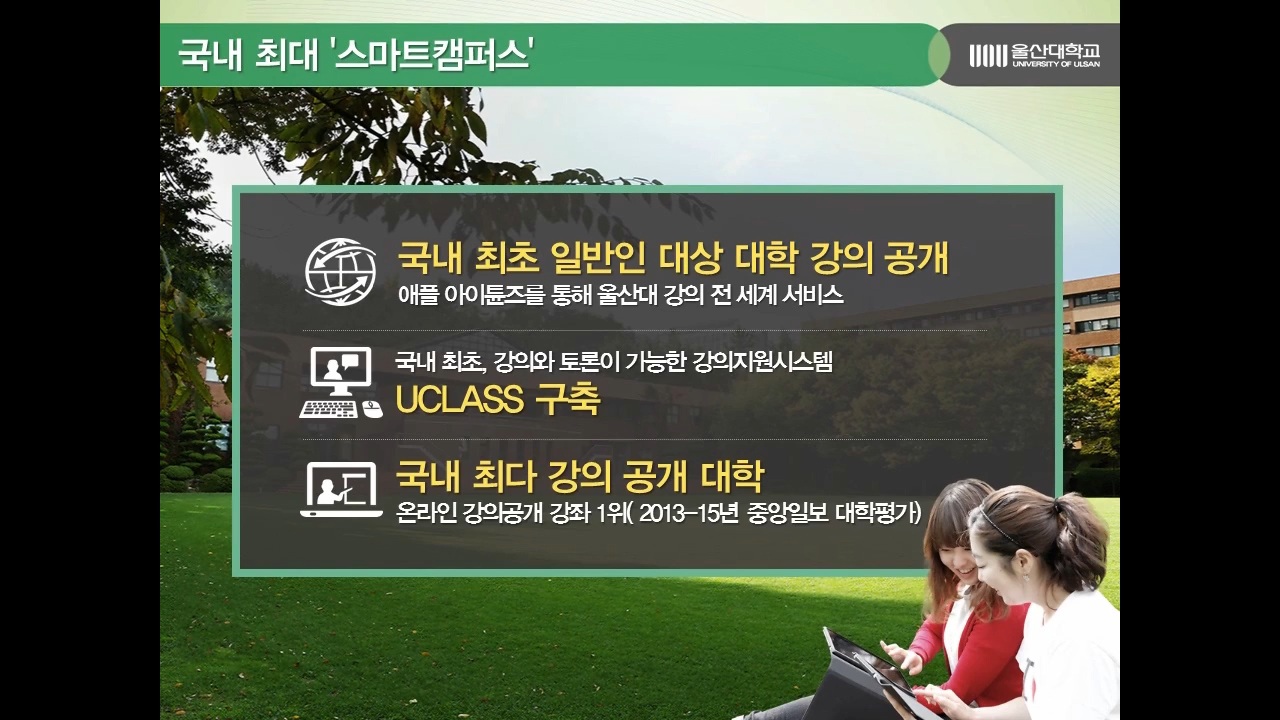 국내 최대 '스마트캠퍼스'
울산대학교
UNIVERSITY OF ULSAN
국내 최초 일반인 대상 대학 강의 공개
애플 아이튠즈를 통해 울산대 강의 전 세계 서비스
국내 최초, 강의와 토론이 가능한 강의지원시스템
UCLASS 구축
국내 최다 강의 공개 대학
온라인 강의공개 강좌 1위( 2013-15년 중앙일보 대학평가)